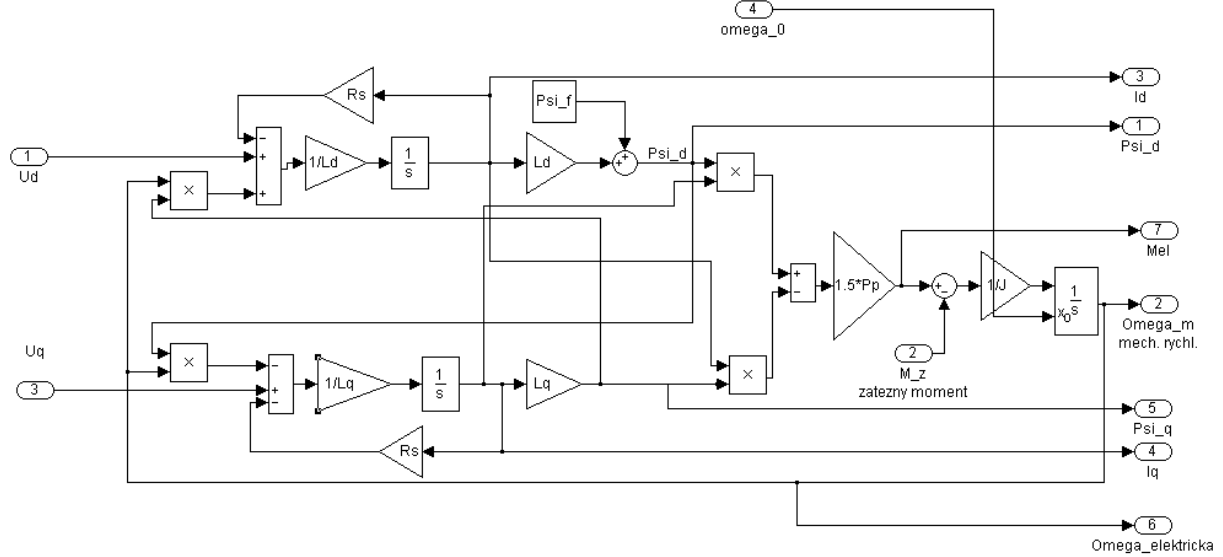 4
omega_0
3
Id
Rs
Psi_f
1
Psi_d
−
+
+
1
Ud
1/Ld
1
s
Ld
+
+
Psi_d
×
×
7
Mel
+
−
1.5*Pp
+
−
1/J
1
s
x0
2
Omega_m
mech. rychl.
Uq
2
M_z
zatezny moment
×
−
+
−
3
1/Lq
1
s
Lq
×
5
Psi_q
Rs
4
Iq
6
Omega_elektricka